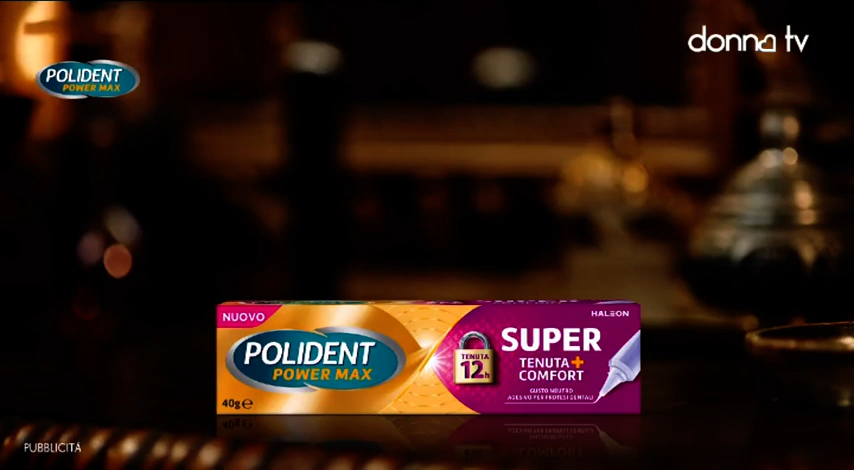 donna tv
POLIDENT
POWER MAX
NUOVO
HALEON
POLIDENT
POWER MAX
TENUTA
12h
SUPER
TENUTA+
COMFORT
GUSTO NEUTRO
ADESIVO PER PROTESI DENTALI
40g℮
PUBBLICITÀ